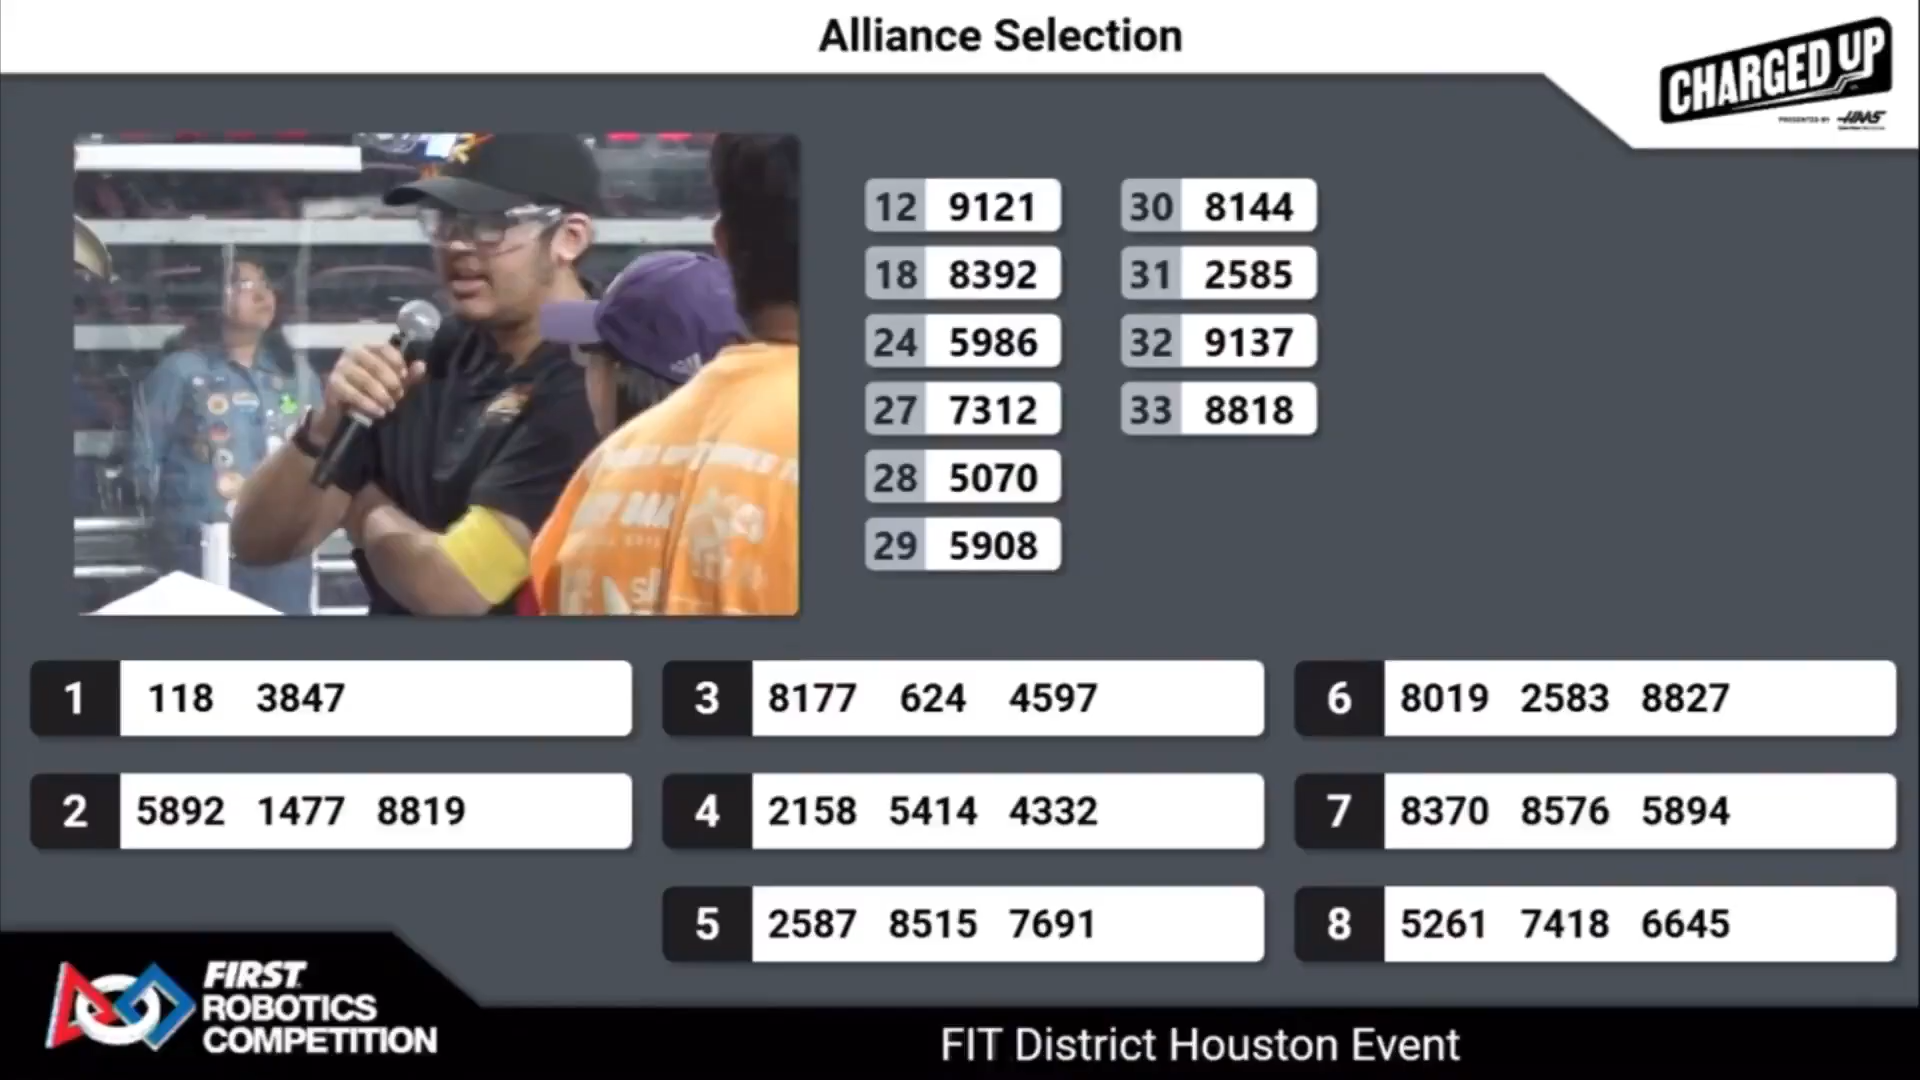 Alliance Selection
CHARGED UP
PRESENTED BY HAAS
12 9121
18 8392
24 5986
27 7312
28 5070
29 5908
30 8144
31 2585
32 9137
33 8818
1 118 3847
2 5892 1477 8819
3 8177 624 4597
4 2158 5414 4332
5 2587 8515 7691
6 8019 2583 8827
7 8370 8576 5894
8 5261 7418 6645
FIRST
ROBOTICS
COMPETITION
FIT District Houston Event